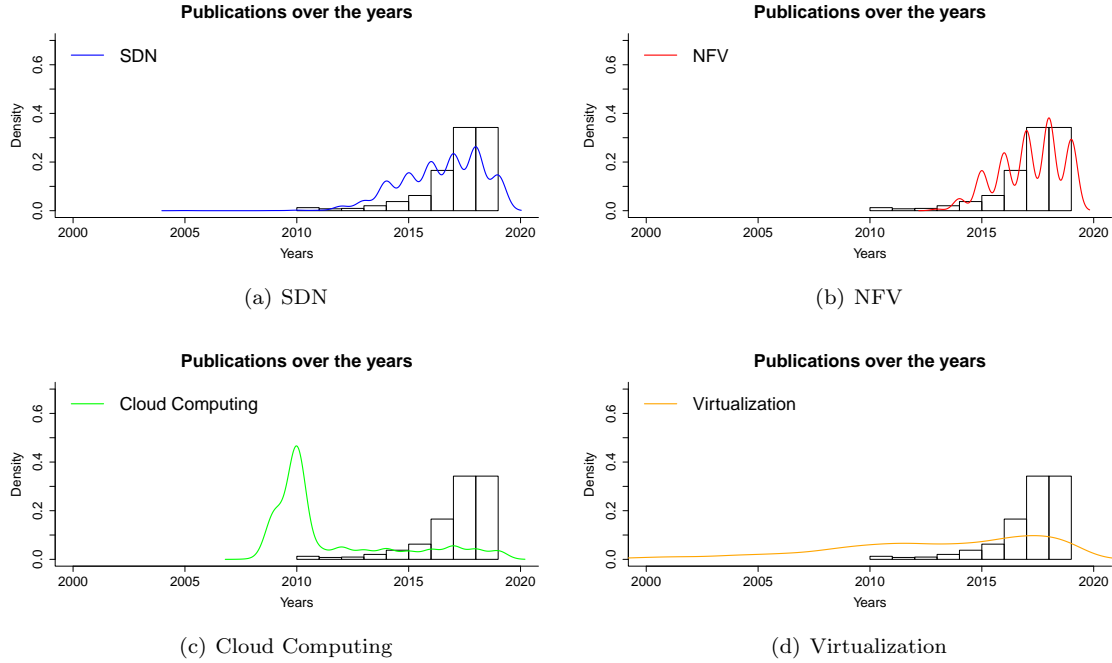 Publications over the years
SDN
Density
0.0 0.2 0.4 0.6
2000 2005 2010 2015 2020
Years
(a) SDN
Publications over the years
NFV
Density
0.0 0.2 0.4 0.6
2000 2005 2010 2015 2020
Years
(b) NFV
Publications over the years
Cloud Computing
Density
0.0 0.2 0.4 0.6
2000 2005 2010 2015 2020
Years
(c) Cloud Computing
Publications over the years
Virtualization
Density
0.0 0.2 0.4 0.6
2000 2005 2010 2015 2020
Years
(d) Virtualization